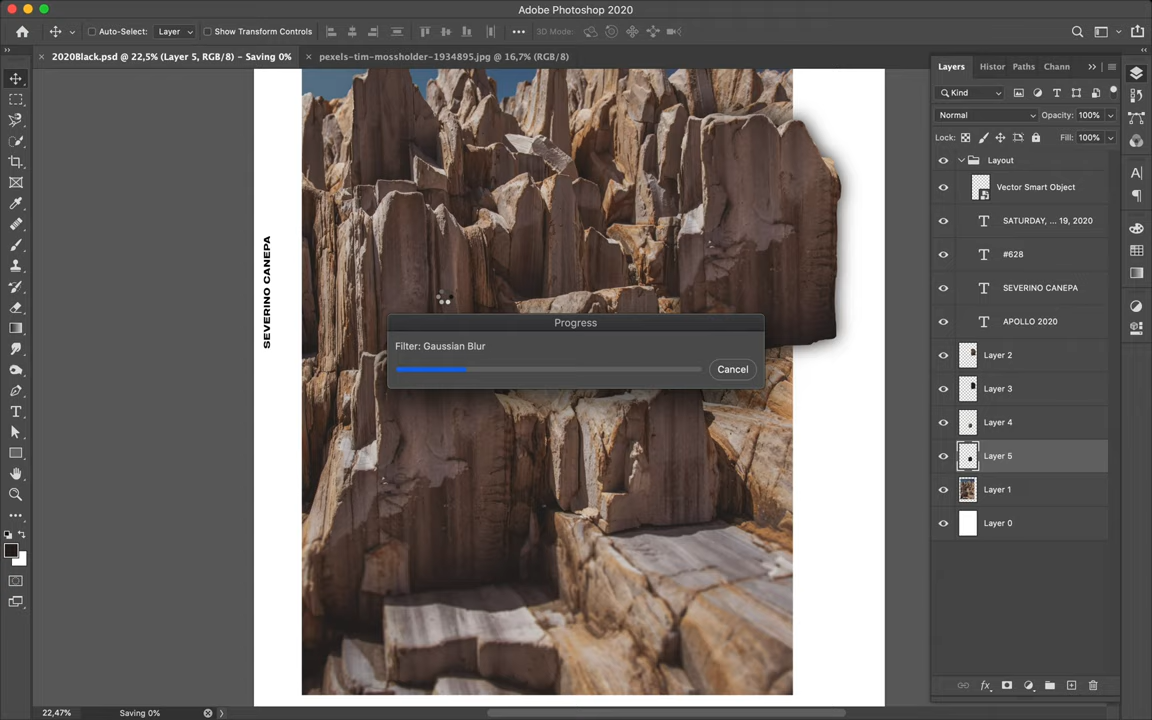 Adobe Photoshop 2020
Auto-Select: Layer Show Transform Controls 3D Mode:
2020Black.psd @ 22,5% (Layer 5, RGB/8) - Saving 0%
pexels-tim-mossholder-1934895.jpg @ 16,7% (RGB/8)
Layers Histor Paths Chann
Kind
Normal Opacity: 100%
Lock: Fill: 100%
Layout
Vector Smart Object
SATURDAY, ... 19, 2020
#628
SEVERINO CANEPA
APOLLO 2020
Layer 2
Layer 3
Layer 4
Layer 5
Layer 1
Layer 0
SEVERINO CANEPA
Progress
Filter: Gaussian Blur
Cancel
22,47% Saving 0%